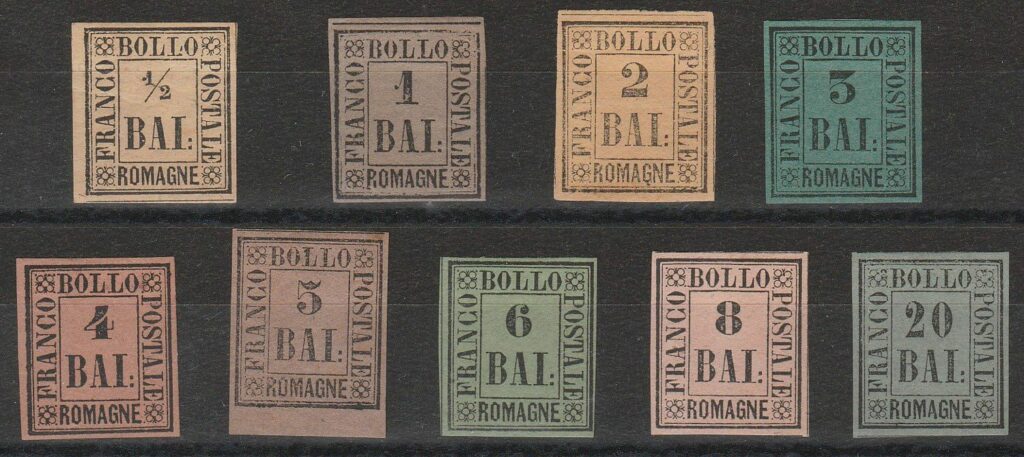 BOLLO
FRANCO
1/2
BAI:
POSTALE
ROMAGNE
BOLLO
FRANCO
1
BAI:
POSTALE
ROMAGNE
BOLLO
FRANCO
2
BAI:
POSTALE
ROMAGNE
BOLLO
FRANCO
3
BAI:
POSTALE
ROMAGNE
BOLLO
FRANCO
4
BAI:
POSTALE
ROMAGNE
BOLLO
FRANCO
5
BAI:
POSTALE
ROMAGNE
BOLLO
FRANCO
6
BAI:
POSTALE
ROMAGNE
BOLLO
FRANCO
8
BAI:
POSTALE
ROMAGNE
BOLLO
FRANCO
20
BAI:
POSTALE
ROMAGNE